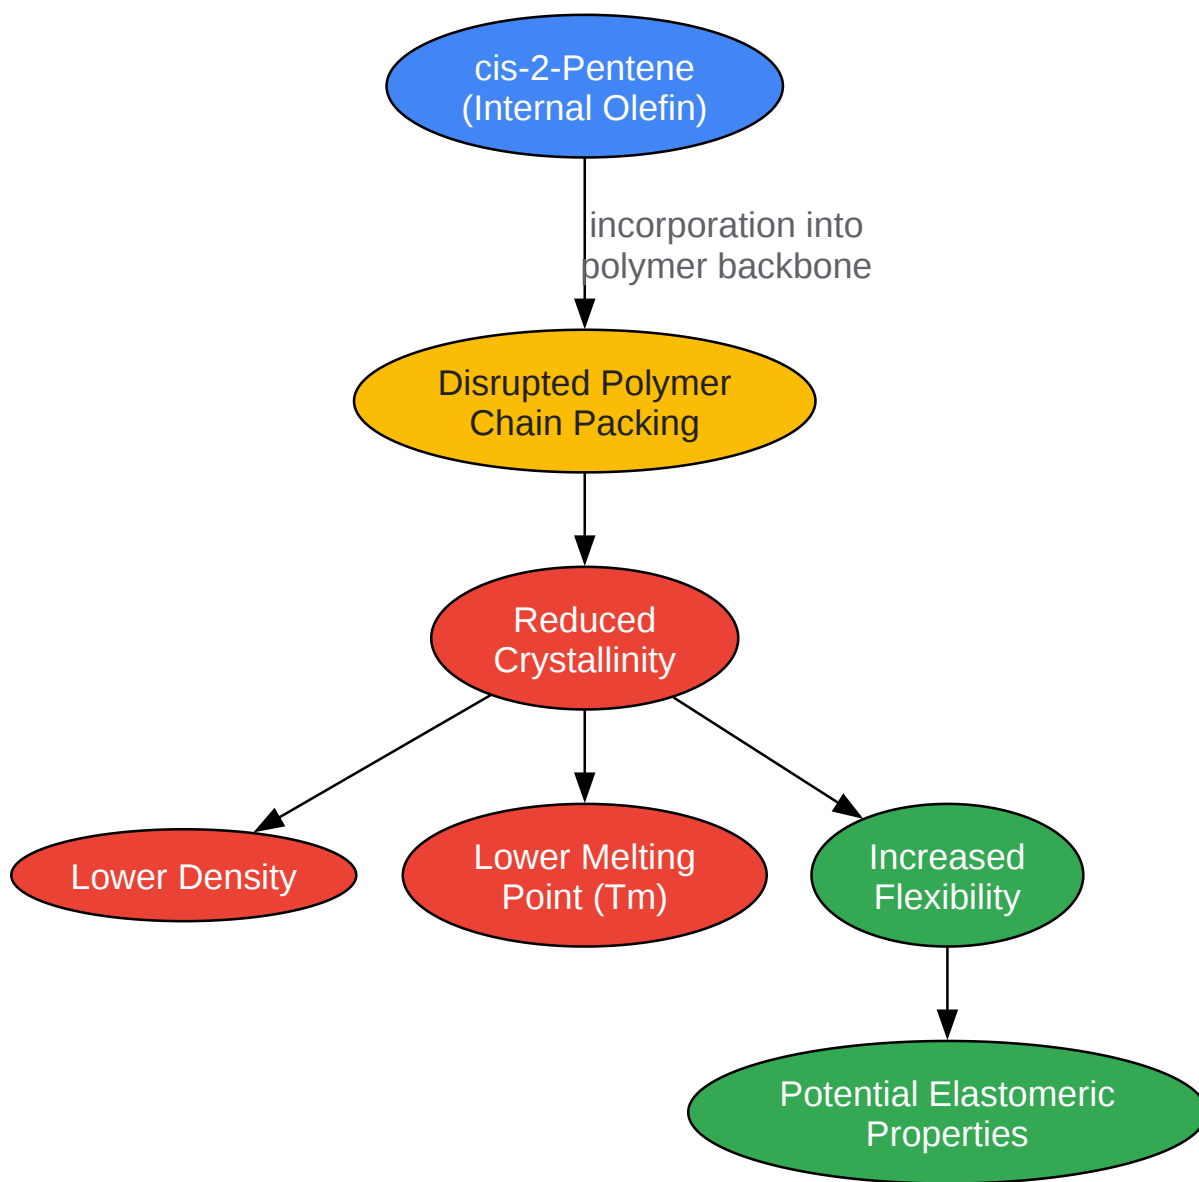 cis-2-Pentene
(Internal Olefin)
incorporation into
polymer backbone
Disrupted Polymer
Chain Packing
Reduced
Crystallinity
Lower Density
Lower Melting
Point (Tm)
Increased
Flexibility
Potential Elastomeric
Properties